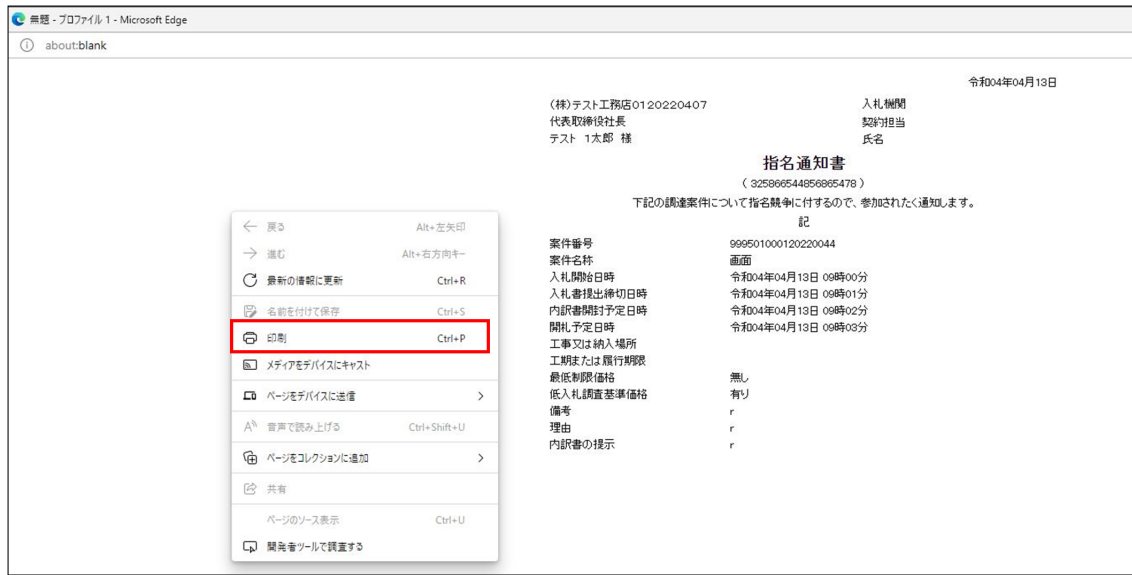 無題 - プロファイル 1 - Microsoft Edge
about:blank
令和04年04月13日
(株)テスト工務店0120220407 入札機関
代表取締役社長 契約担当
テスト 1太郎 様 氏名
指名通知書
( 325866544856865478 )
下記の調達案件について指名競争に付するので、参加されたく通知します。
記
案件番号 999501000120220044
案件名称 画面
入札開始日時 令和04年04月13日 09時00分
入札書提出締切日時 令和04年04月13日 09時01分
内訳書開封予定日時 令和04年04月13日 09時02分
開札予定日時 令和04年04月13日 09時03分
工事又は納入場所
工期または履行期限
最低制限価格 無し
低入札調査基準価格 有り
備考 r
理由 r
内訳書の提示 r
戻る Alt+左矢印
進む Alt+右方向キー
最新の情報に更新 Ctrl+R
名前を付けて保存 Ctrl+S
印刷 Ctrl+P
メディアをデバイスにキャスト
ページをデバイスに送信
音声で読み上げる Ctrl+Shift+U
ページをコレクションに追加
共有
ページのソース表示 Ctrl+U
開発者ツールで調査する